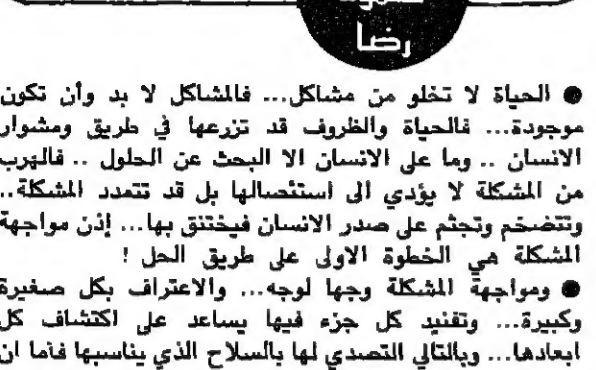 رضا
● الحياة لا تخلو من مشاكل... فالمشاكل لا بد وأن تكون
موجودة... فالحياة والظروف قد تزرعها في طريق ومشوار
الانسان .. وما على الانسان الا البحث عن الحلول .. فالهرب
من المشكلة لا يؤدي الى استئصالها بل قد تتمدد المشكلة..
وتتضخم وتجثم على صدر الانسان فيختنق بها... إذن مواجهة
المشكلة هي الخطوة الاولى على طريق الحل !
● ومواجهة المشكلة وجها لوجه... والاعتراف بكل صغيرة
وكبيرة... وتفنيد كل جزء فيها يساعد على اكتشاف كل
ابعادها... وبالتالي التصدي لها بالسلاح الذي يناسبها فأما ان